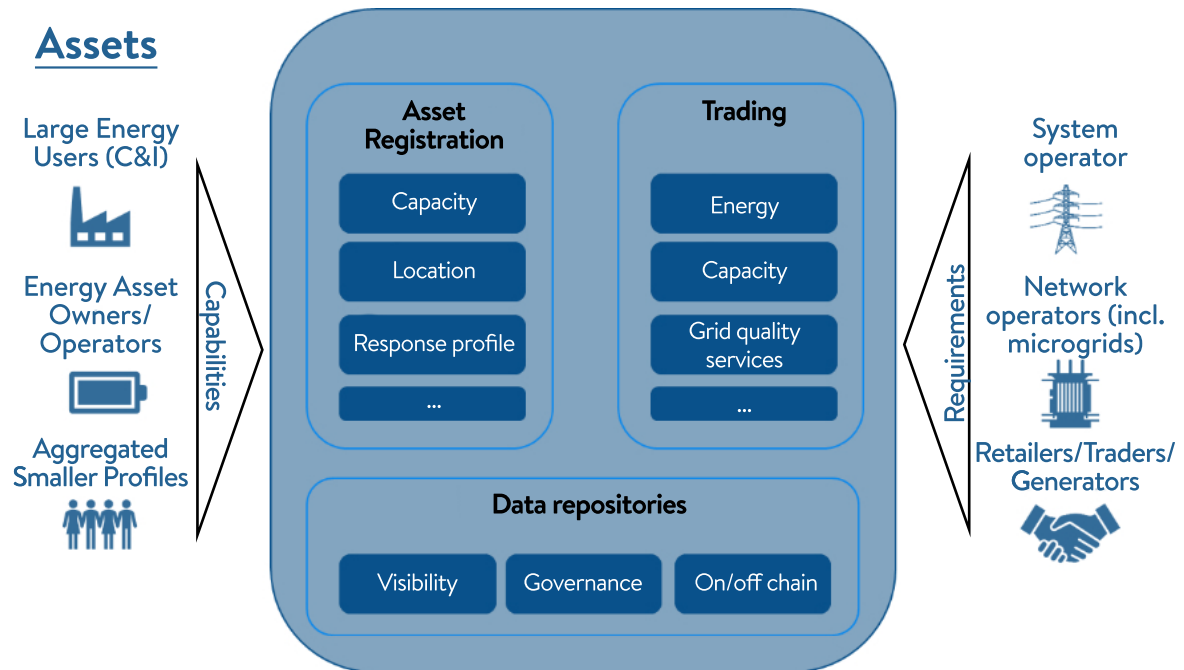 Assets
Large Energy
Users (C&I)
Energy Asset
Owners/
Operators
Aggregated
Smaller Profiles
Capabilities
Asset
Registration
Capacity
Location
Response profile
...
Trading
Energy
Capacity
Grid quality
services
...
Data repositories
Visibility
Governance
On/off chain
Requirements
System
operator
Network
operators (incl.
microgrids)
Retailers/Traders/
Generators